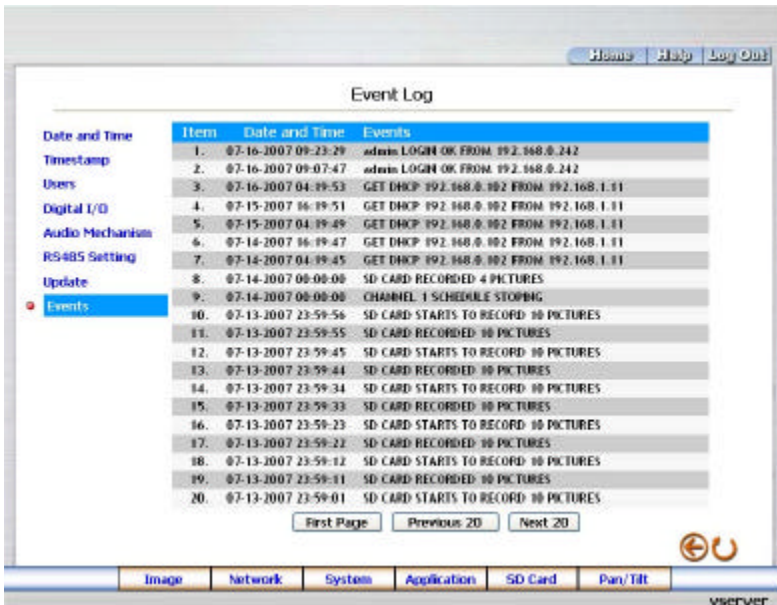 Home Help Log Out
Event Log
Date and Time
Timestamp
Users
Digital I/O
Audio Mechanism
RS485 Setting
Update
Events
Item Date and Time Events
1. 07-16-2007 09:23:29 admin LOGIN OK FROM 192.168.0.242
2. 07-16-2007 09:07:47 admin LOGIN OK FROM 192.168.0.242
3. 07-16-2007 04:19:53 GET DHCP 192.168.0.102 FROM 192.168.1.11
4. 07-15-2007 16:19:51 GET DHCP 192.168.0.102 FROM 192.168.1.11
5. 07-15-2007 04:19:49 GET DHCP 192.168.0.102 FROM 192.168.1.11
6. 07-14-2007 16:19:47 GET DHCP 192.168.0.102 FROM 192.168.1.11
7. 07-14-2007 04:19:45 GET DHCP 192.168.0.102 FROM 192.168.1.11
8. 07-14-2007 00:00:00 SD CARD RECORDED 4 PICTURES
9. 07-14-2007 00:00:00 CHANNEL 1 SCHEDULE STOPING
10. 07-13-2007 23:59:56 SD CARD STARTS TO RECORD 10 PICTURES
11. 07-13-2007 23:59:55 SD CARD RECORDED 10 PICTURES
12. 07-13-2007 23:59:45 SD CARD STARTS TO RECORD 10 PICTURES
13. 07-13-2007 23:59:44 SD CARD RECORDED 10 PICTURES
14. 07-13-2007 23:59:34 SD CARD STARTS TO RECORD 10 PICTURES
15. 07-13-2007 23:59:33 SD CARD RECORDED 10 PICTURES
16. 07-13-2007 23:59:23 SD CARD STARTS TO RECORD 10 PICTURES
17. 07-13-2007 23:59:22 SD CARD RECORDED 10 PICTURES
18. 07-13-2007 23:59:12 SD CARD STARTS TO RECORD 10 PICTURES
19. 07-13-2007 23:59:11 SD CARD RECORDED 10 PICTURES
20. 07-13-2007 23:59:01 SD CARD STARTS TO RECORD 10 PICTURES
First Page Previous 20 Next 20
Image Network System Application SD Card Pan/Tilt
vserver